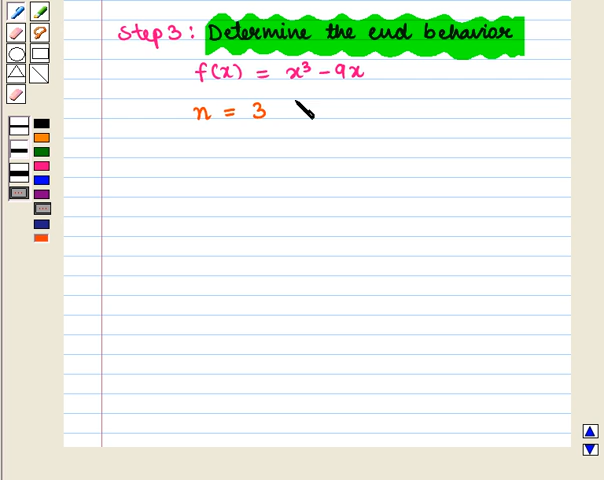 Step 3: Determine the end behavior
f(x) = x³ - 9x
n = 3